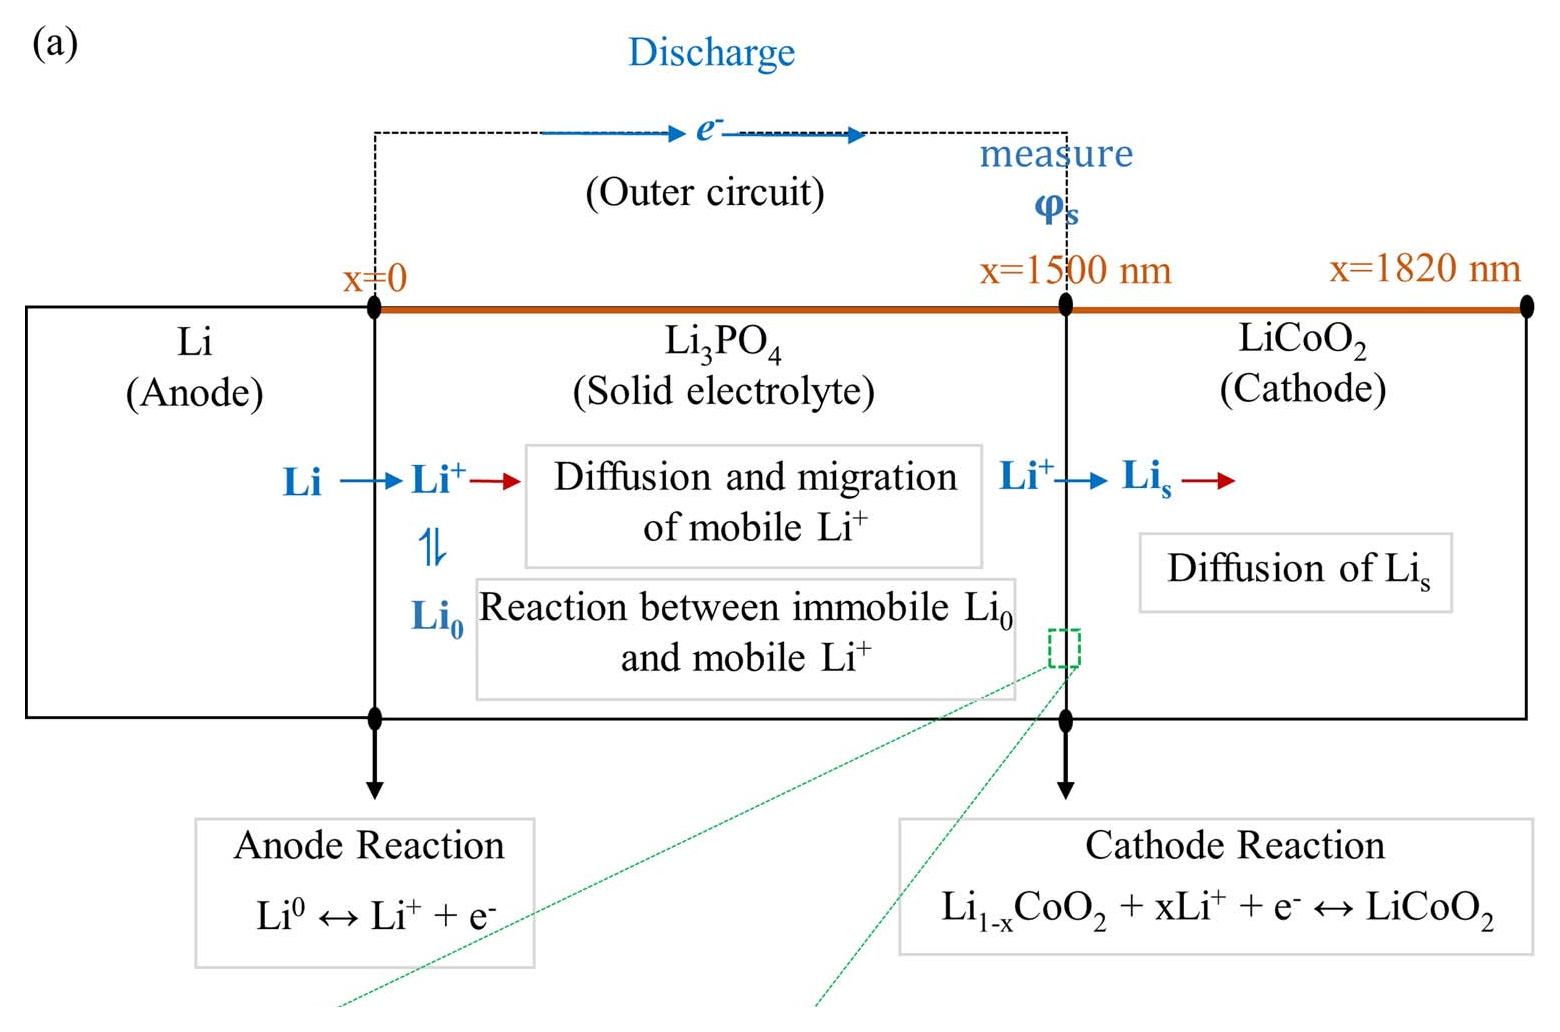 (a)
Discharge
e⁻
measure
(Outer circuit)
φₛ
x=0
x=1500 nm
x=1820 nm
Li
(Anode)
Li₃PO₄
(Solid electrolyte)
LiCoO₂
(Cathode)
Li
Li⁺
Diffusion and migration
of mobile Li⁺
Li⁺
Liₛ
⇌
Diffusion of Liₛ
Li₀
Reaction between immobile Li₀
and mobile Li⁺
Anode Reaction
Li⁰ ↔ Li⁺ + e⁻
Cathode Reaction
Li₁₋ₓCoO₂ + xLi⁺ + e⁻ ↔ LiCoO₂